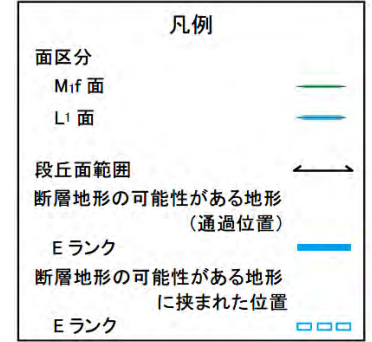 凡例
面区分
M₁f 面
L¹ 面
段丘面範囲
断層地形の可能性がある地形
（通過位置）
E ランク
断層地形の可能性がある地形
に挟まれた位置
E ランク